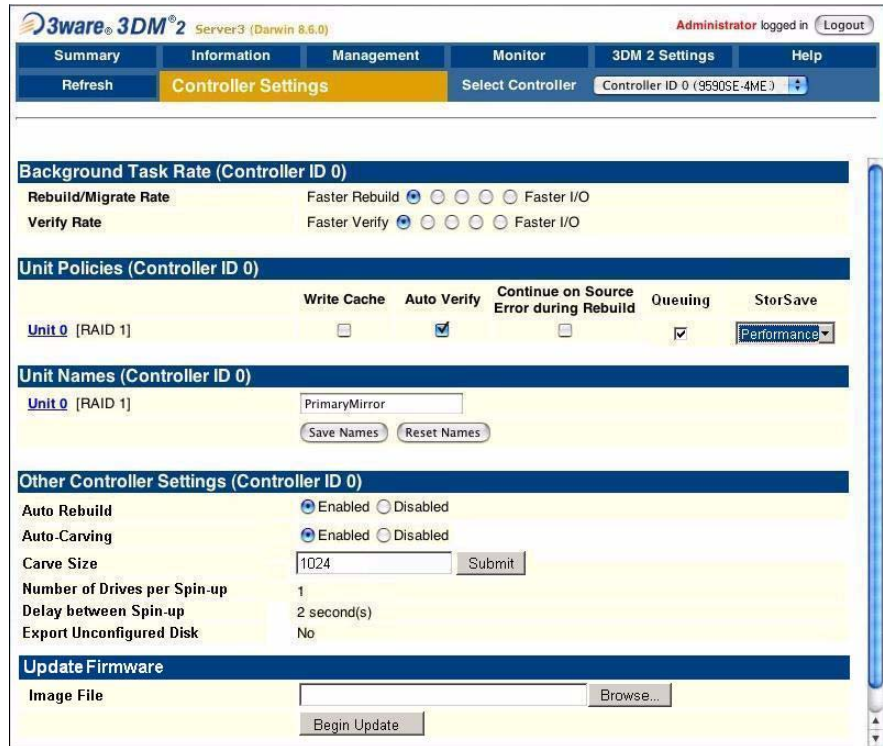 3ware® 3DM®2 Server3 (Darwin 8.6.0) Administrator logged in Logout
Summary Information Management Monitor 3DM 2 Settings Help
Refresh Controller Settings Select Controller Controller ID 0 (9590SE-4ME)
Background Task Rate (Controller ID 0)
Rebuild/Migrate Rate Faster Rebuild Faster I/O
Verify Rate Faster Verify Faster I/O
Unit Policies (Controller ID 0)
Write Cache Auto Verify Continue on Source Error during Rebuild Queuing StorSave
Unit 0 [RAID 1] Performance
Unit Names (Controller ID 0)
Unit 0 [RAID 1] PrimaryMirror
Save Names Reset Names
Other Controller Settings (Controller ID 0)
Auto Rebuild Enabled Disabled
Auto-Carving Enabled Disabled
Carve Size 1024 Submit
Number of Drives per Spin-up 1
Delay between Spin-up 2 second(s)
Export Unconfigured Disk No
Update Firmware
Image File Browse...
Begin Update